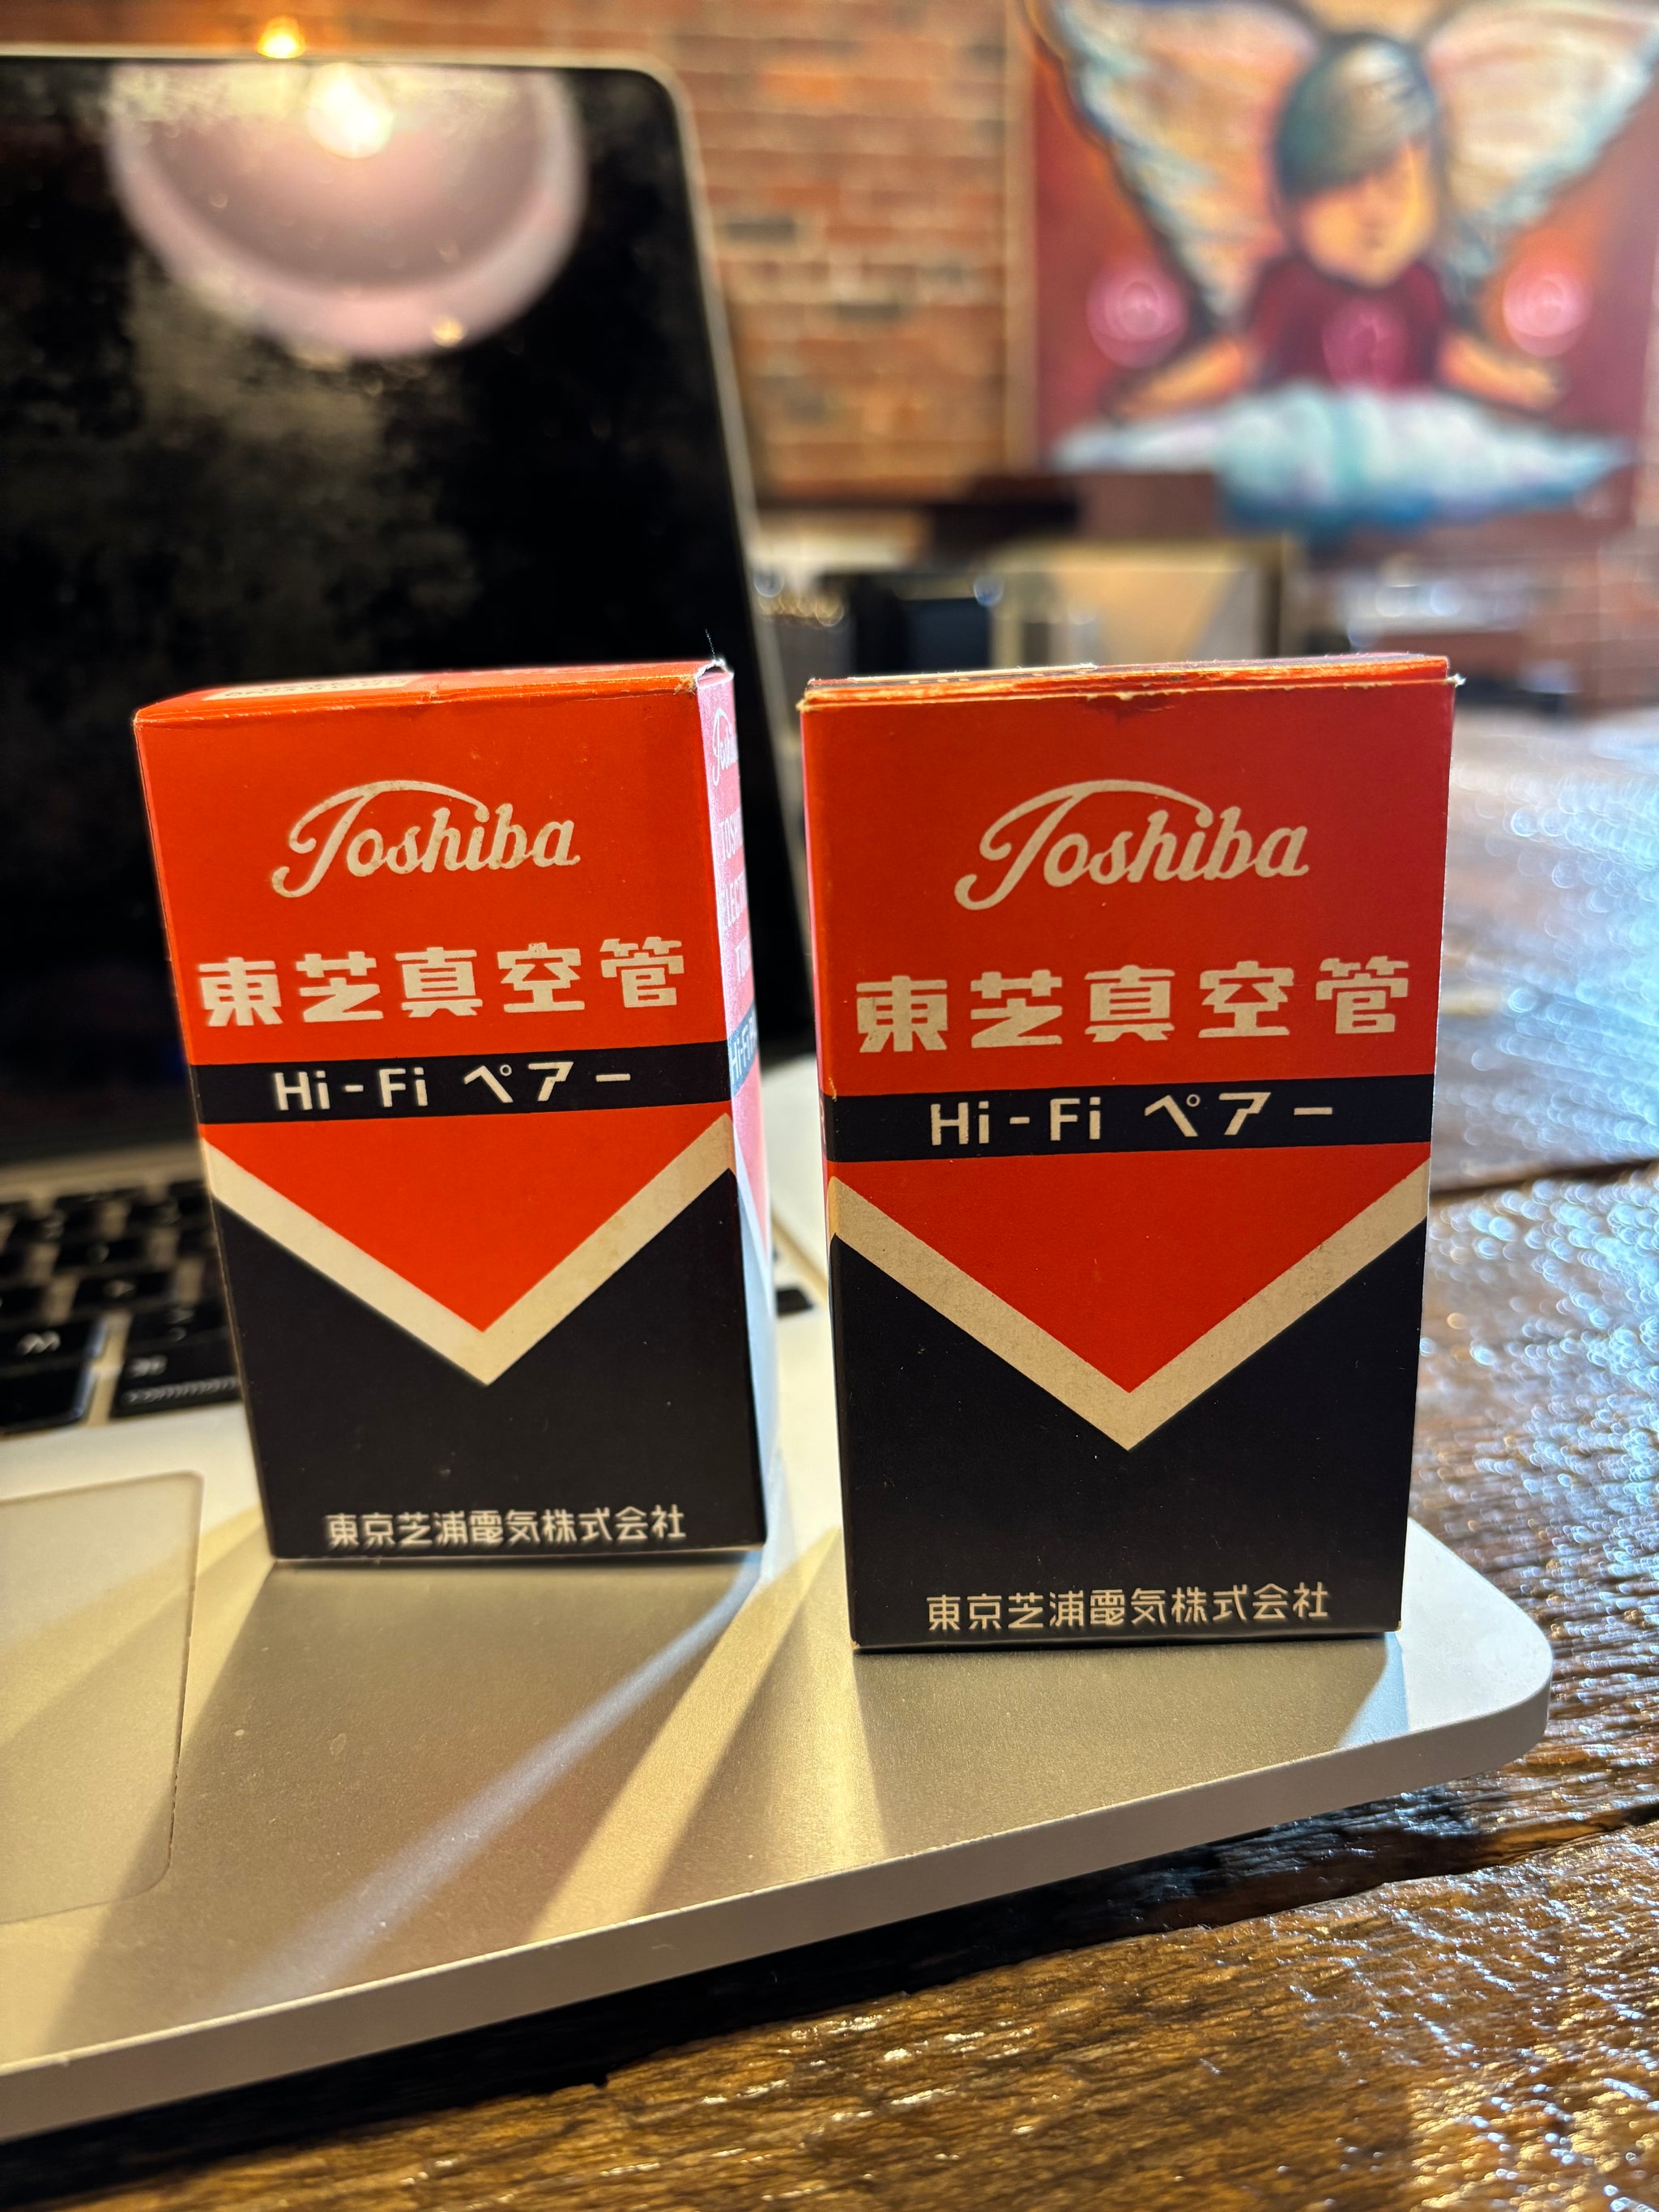 Toshiba
東芝真空管
Hi-Fi ペアー
東京芝浦電気株式会社
Toshiba
東芝真空管
Hi-Fi ペアー
東京芝浦電気株式会社